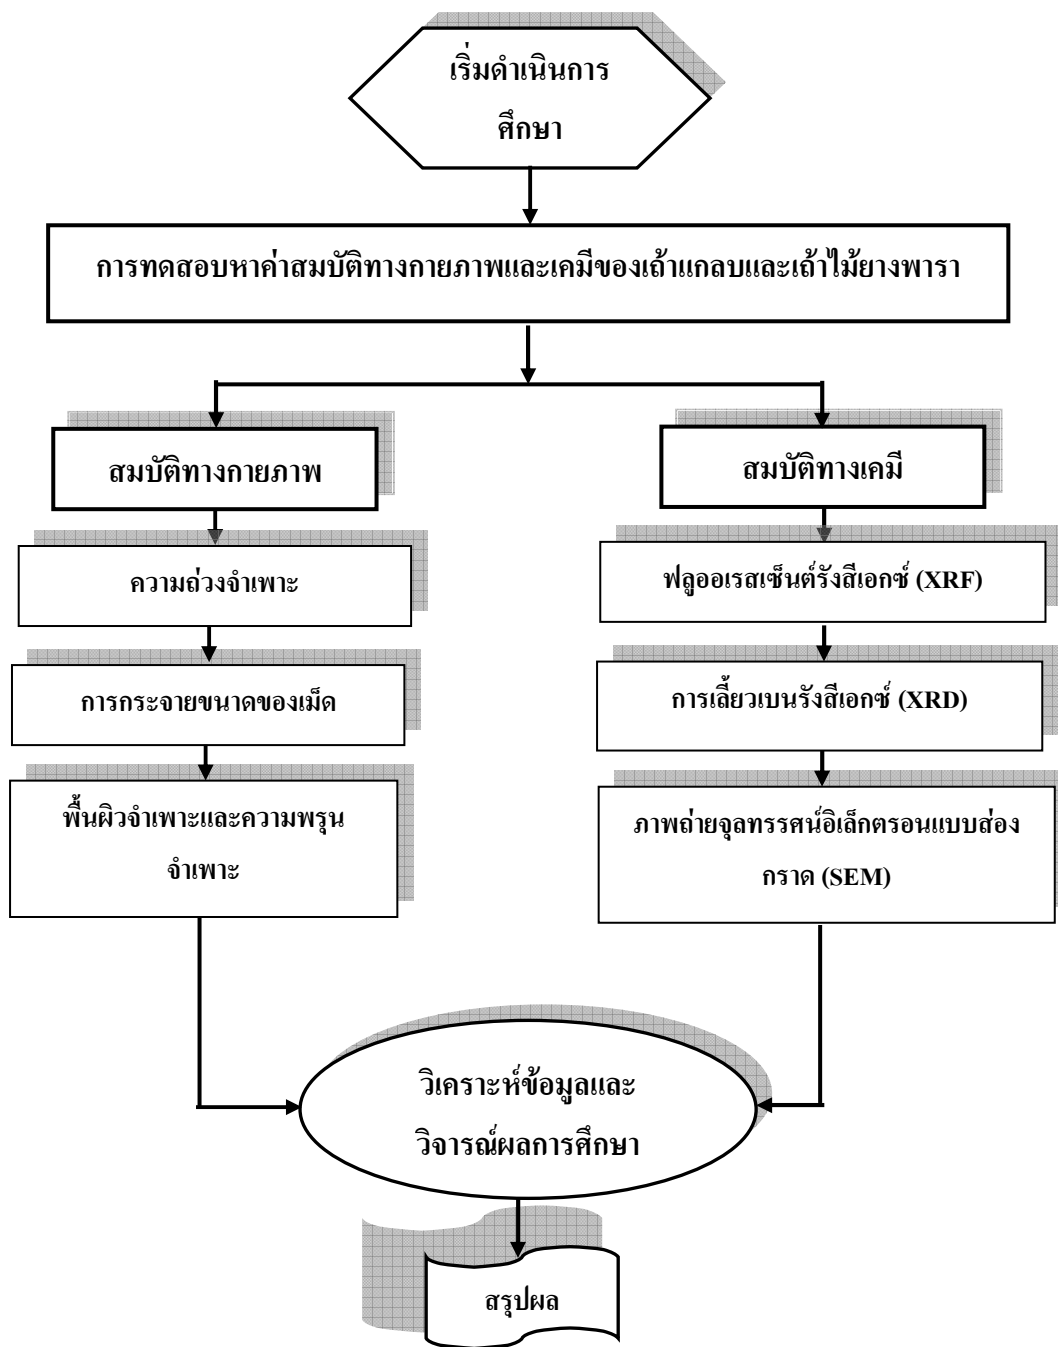 เริ่มดำเนินการ
ศึกษา
การทดสอบหาค่าสมบัติทางกายภาพและเคมีของเถ้าแกลบและเถ้าไม้ยางพารา
สมบัติทางกายภาพ
สมบัติทางเคมี
ความถ่วงจำเพาะ
ฟลูออเรสเซ็นต์รังสีเอกซ์ (XRF)
การกระจายขนาดของเม็ด
การเลี้ยวเบนรังสีเอกซ์ (XRD)
พื้นผิวจำเพาะและความพรุน
จำเพาะ
ภาพถ่ายจุลทรรศน์อิเล็กตรอนแบบส่อง
กราด (SEM)
วิเคราะห์ข้อมูลและ
วิจารณ์ผลการศึกษา
สรุปผล